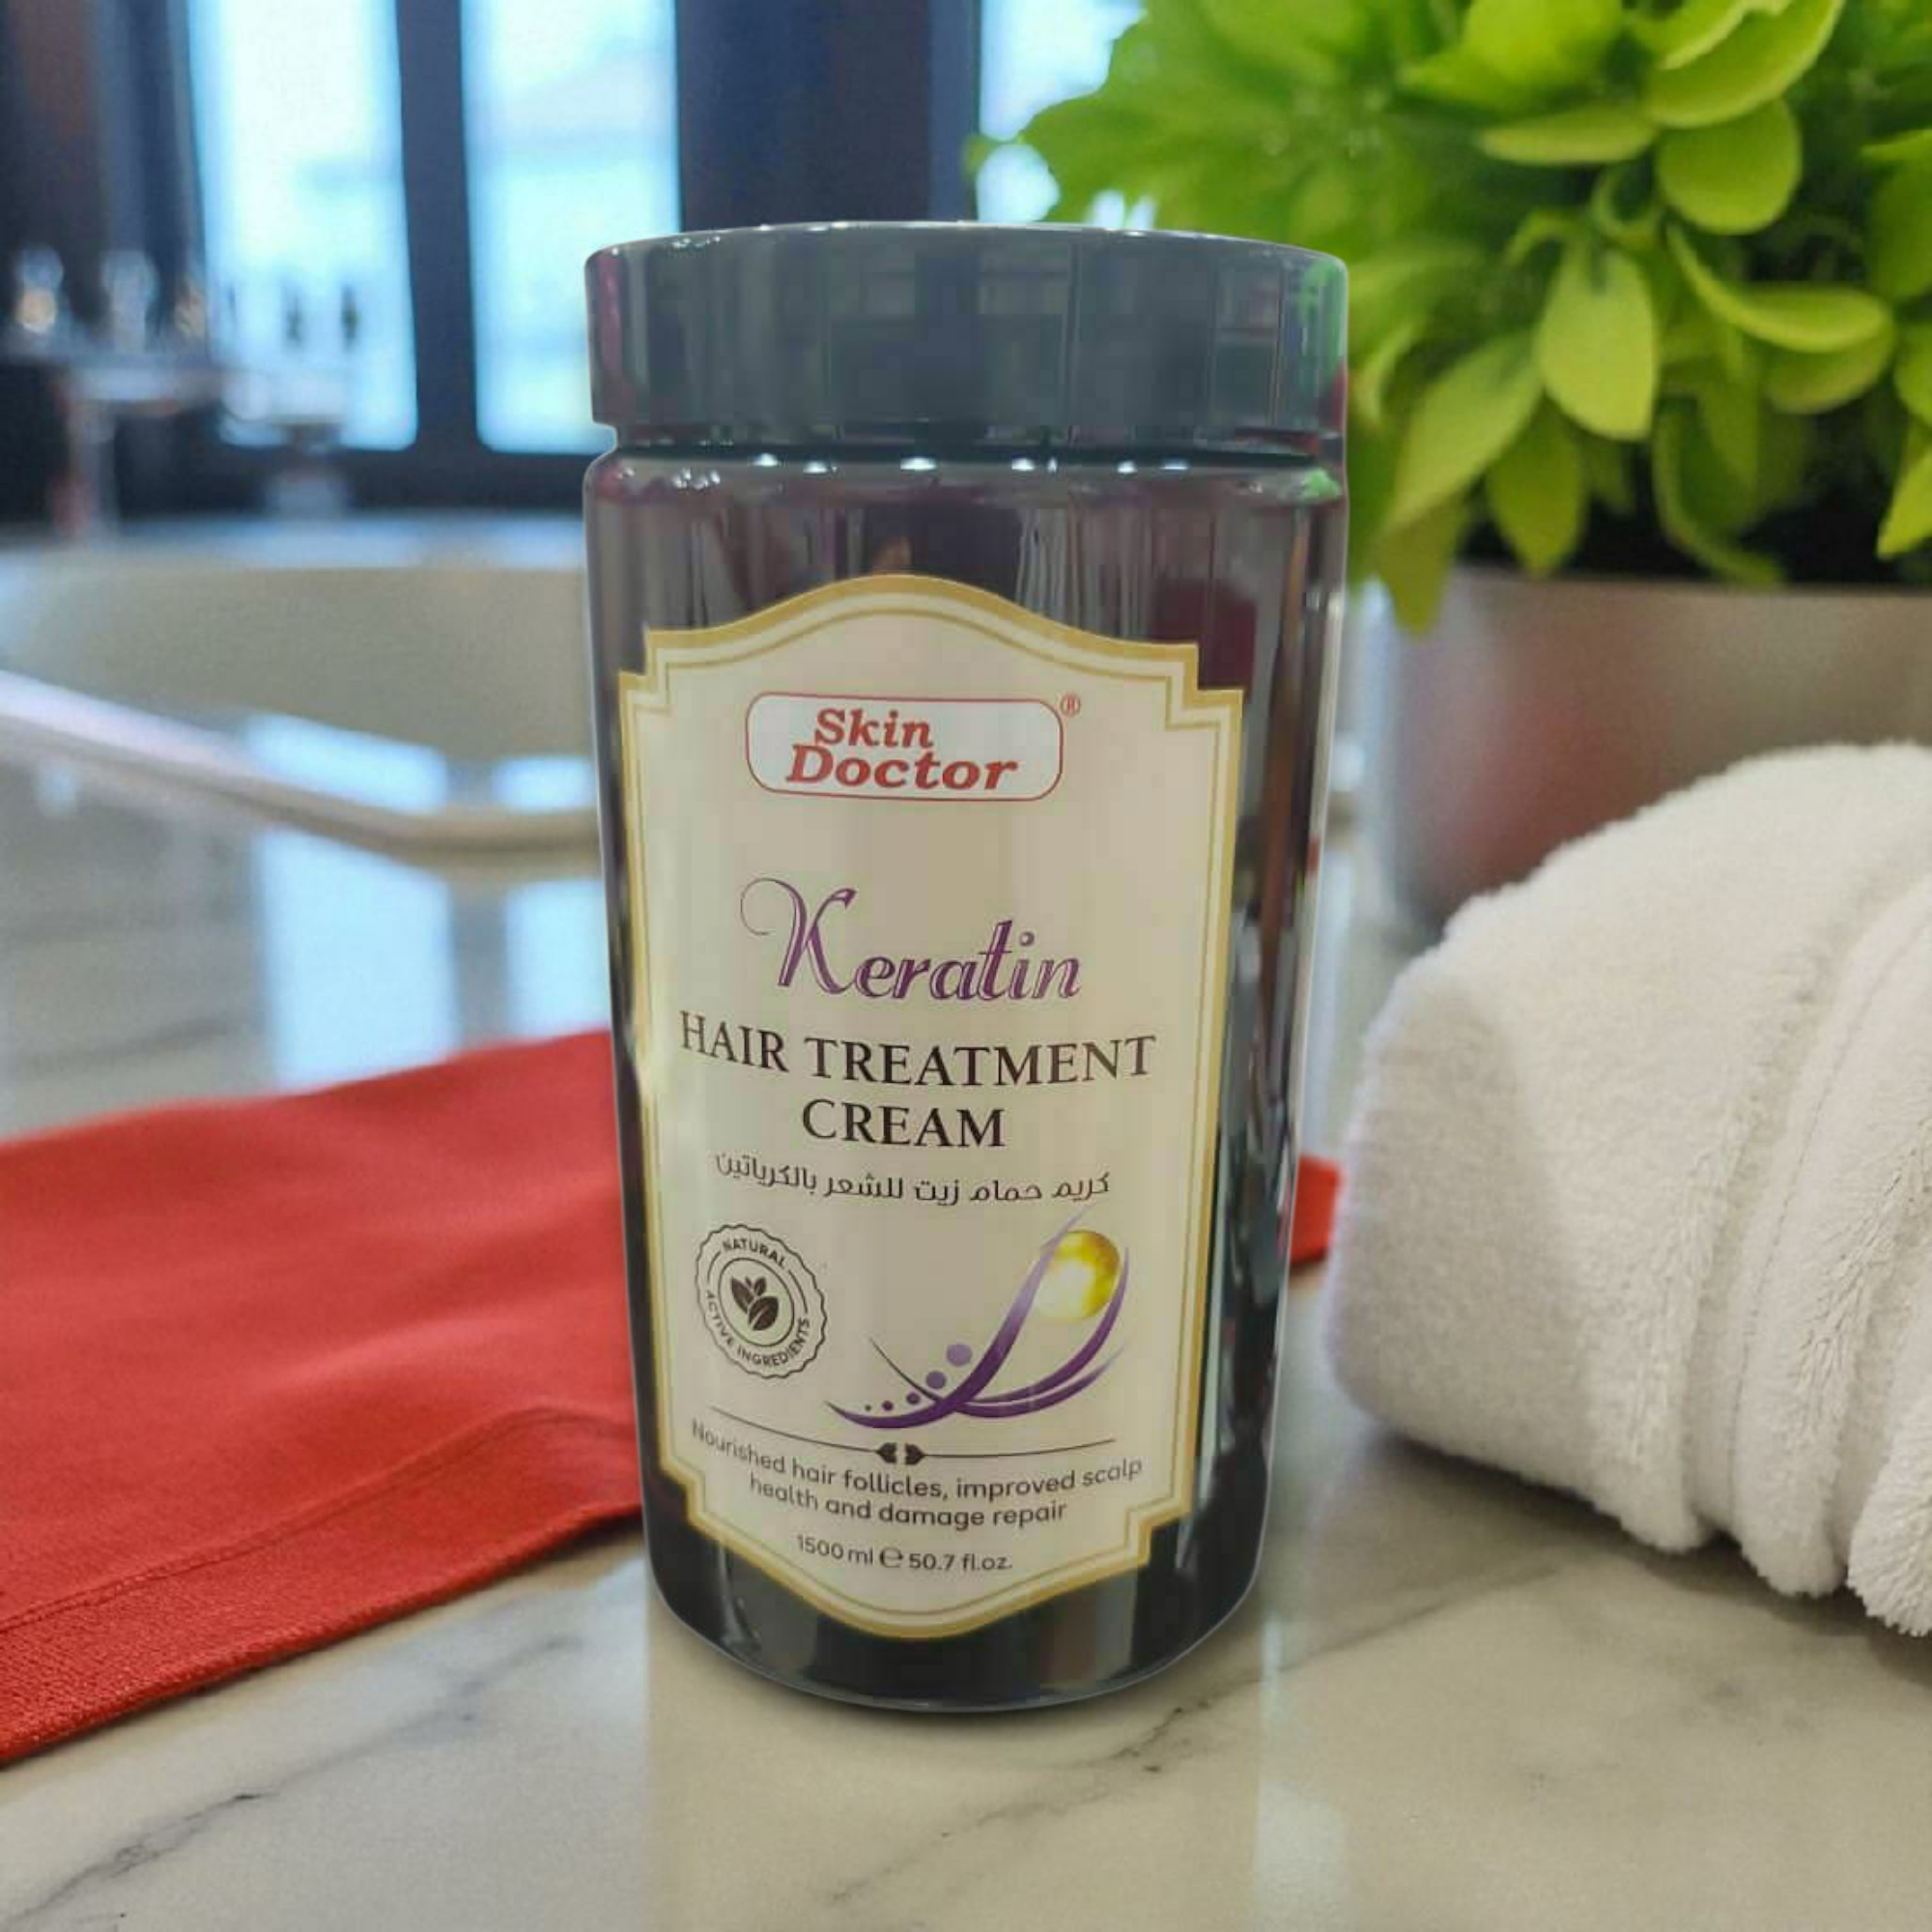 Skin
Doctor®
Keratin
HAIR TREATMENT
CREAM
كريم حمام زيت للشعر بالكرياتين
NATURAL
ACTIVE INGREDIENTS
Nourished hair follicles, improved scalp
health and damage repair
1500 ml ℮ 50.7 fl.oz.